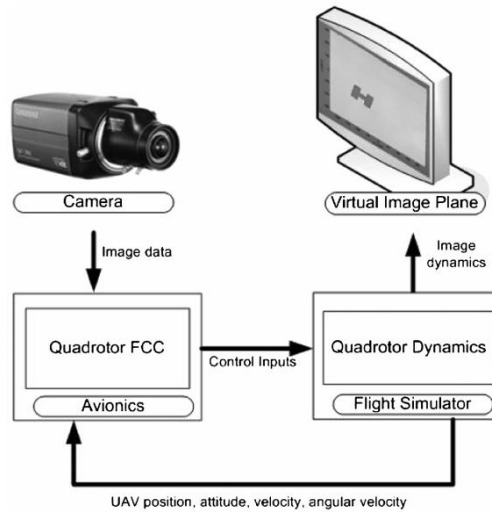 Camera
Virtual Image Plane
Image data
Image
dynamics
Quadrotor FCC
Control Inputs
Quadrotor Dynamics
Avionics
Flight Simulator
UAV position, attitude, velocity, angular velocity